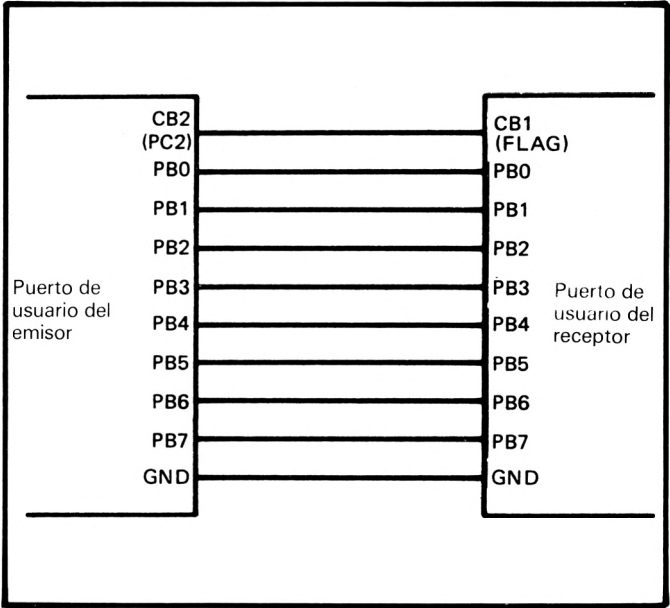 CB2
(PC2)
PB0
PB1
PB2
PB3
PB4
PB5
PB6
PB7
GND
Puerto de
usuario del
emisor
CB1
(FLAG)
PB0
PB1
PB2
PB3
PB4
PB5
PB6
PB7
GND
Puerto de
usuario del
receptor